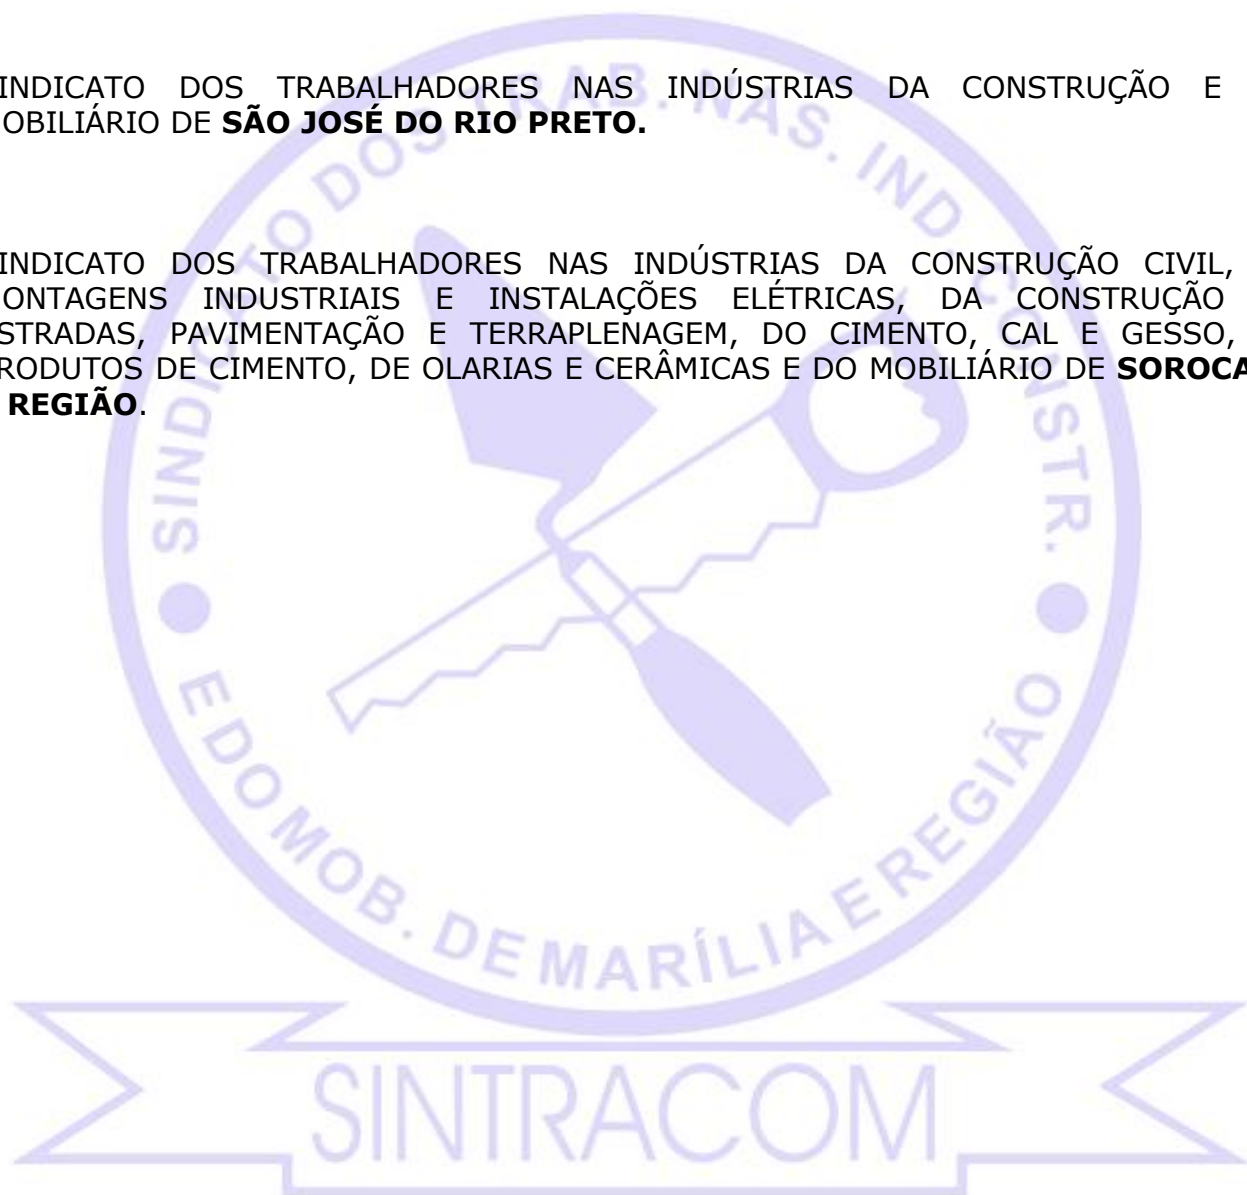 INDICATO DOS TRABALHADORES NAS INDÚSTRIAS DA CONSTRUÇÃO E
OBILIÁRIO DE SÃO JOSÉ DO RIO PRETO.
INDICATO DOS TRABALHADORES NAS INDÚSTRIAS DA CONSTRUÇÃO CIVIL,
ONTAGENS INDUSTRIAIS E INSTALAÇÕES ELÉTRICAS, DA CONSTRUÇÃO
STRADAS, PAVIMENTAÇÃO E TERRAPLENAGEM, DO CIMENTO, CAL E GESSO,
RODUTOS DE CIMENTO, DE OLARIAS E CERÂMICAS E DO MOBILIÁRIO DE SOROCA
REGIÃO.
SINDICATO DOS TRAB. NAS. IND. CONSTR.
E DO MOB. DE MARÍLIA E REGIÃO
SINTRACOM